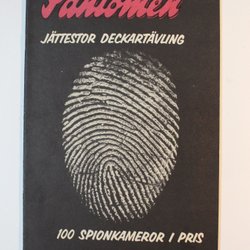 Fantomen
JÄTTESTOR DECKARTÄVLING
100 SPIONKAMEROR I PRIS